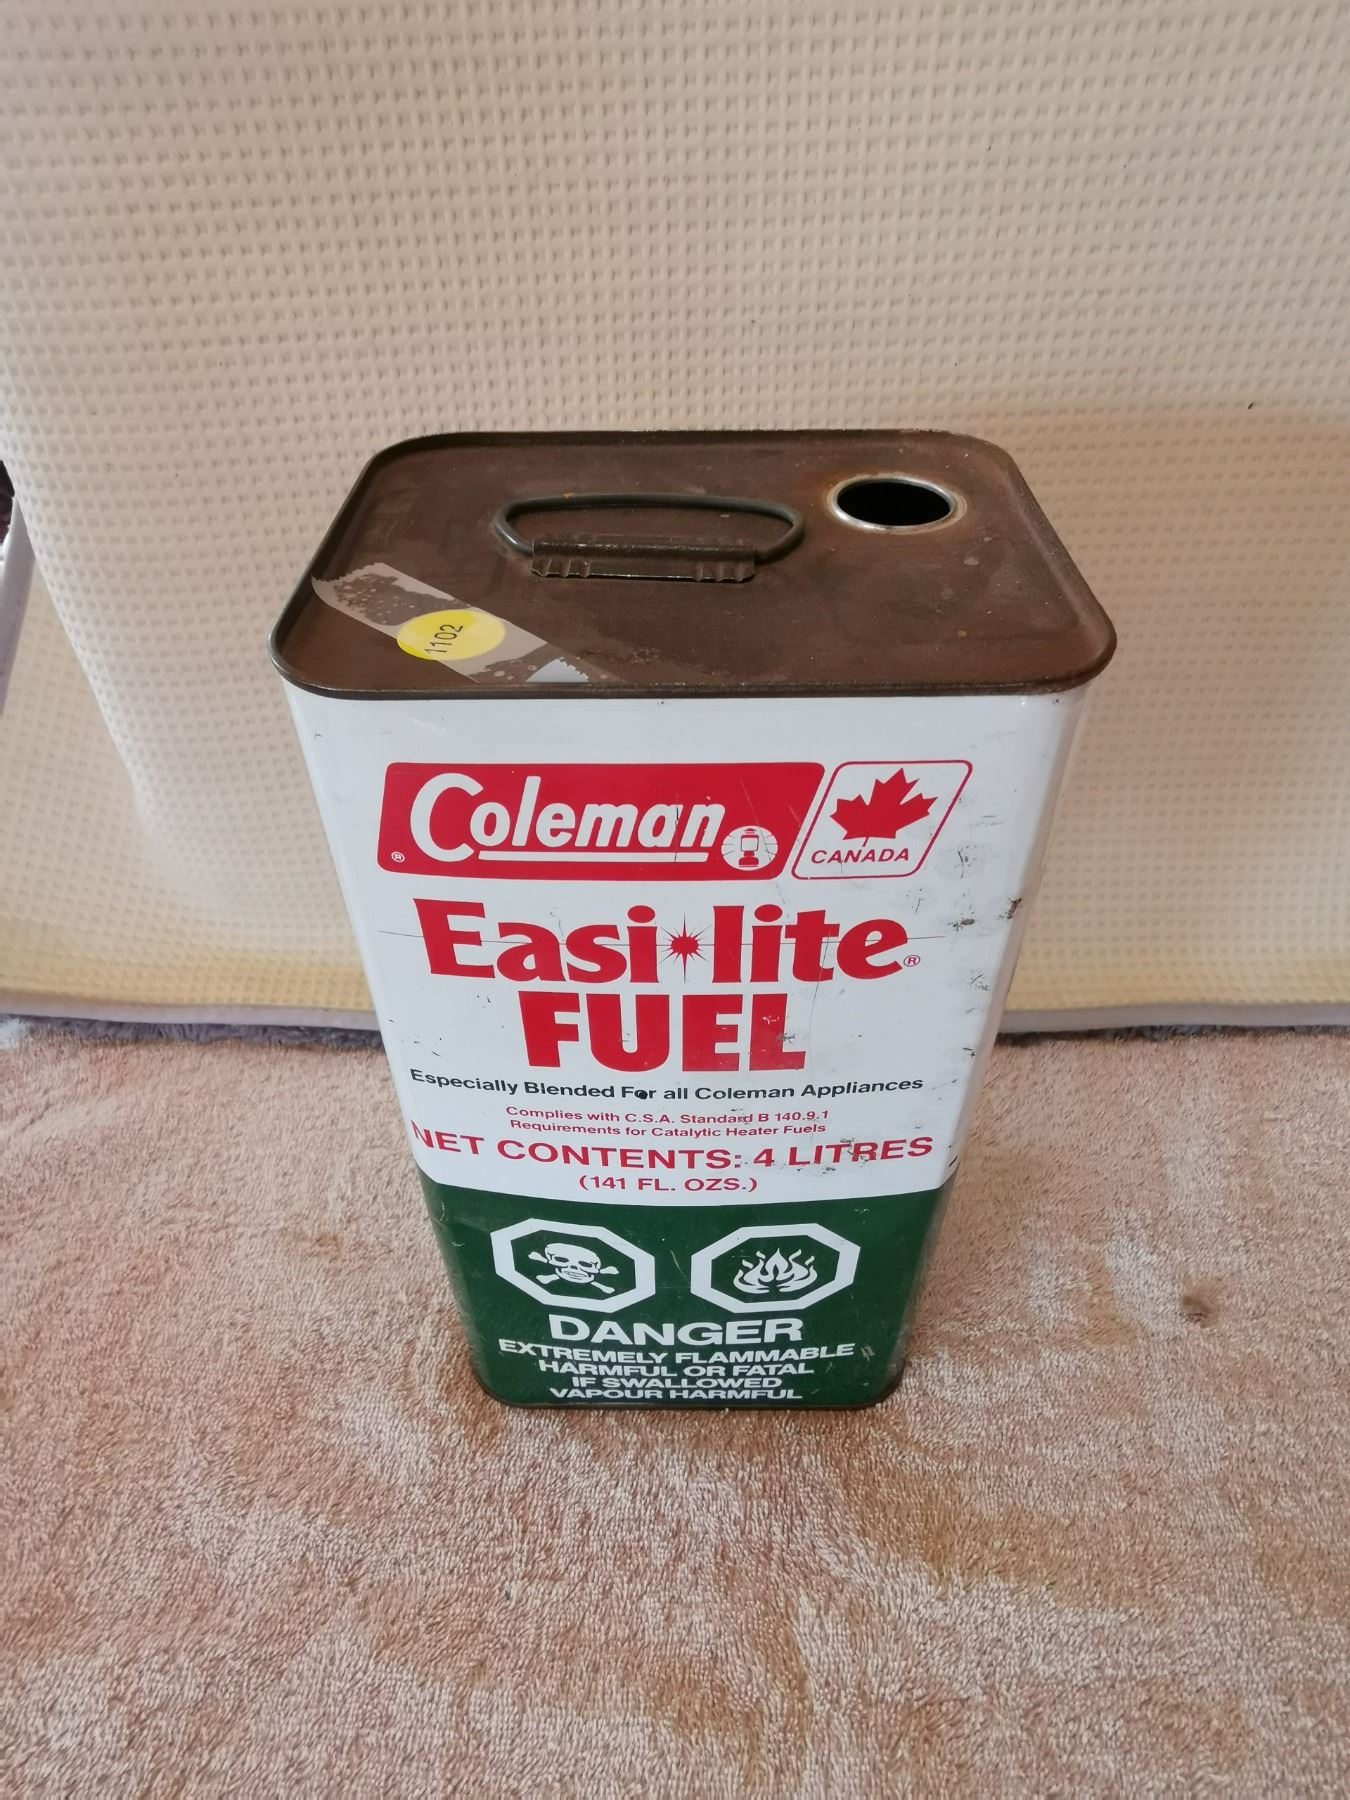 1102
Coleman
®
CANADA
Easi lite®
FUEL
Especially Blended For all Coleman Appliances
Complies with C.S.A. Standard B 140.9.1
Requirements for Catalytic Heater Fuels
NET CONTENTS: 4 LITRES
(141 FL. OZS.)
DANGER
EXTREMELY FLAMMABLE
HARMFUL OR FATAL
IF SWALLOWED
VAPOUR HARMFUL